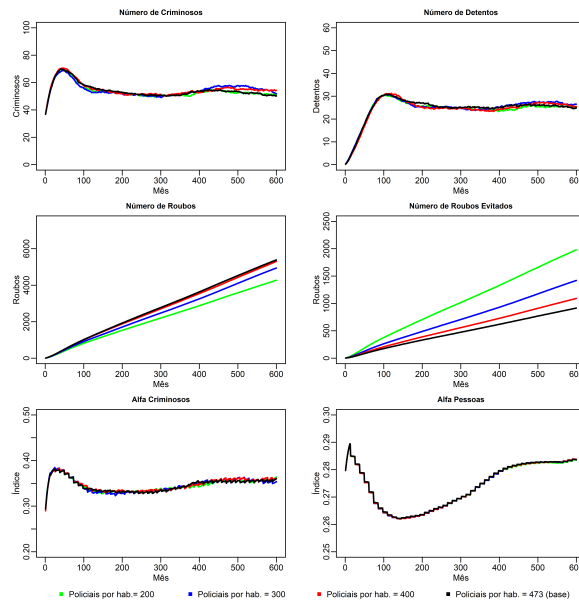 Número de Criminosos
Criminosos
0 20 40 60 80 100
0 100 200 300 400 500 600
Mês
Número de Detentos
Detentos
0 10 20 30 40 50 60
0 100 200 300 400 500 600
Mês
Número de Roubos
Roubos
0 2000 4000 6000
0 100 200 300 400 500 600
Mês
Número de Roubos Evitados
Roubos
0 500 1000 1500 2000 2500
0 100 200 300 400 500 600
Mês
Alfa Criminosos
Índice
0.20 0.30 0.40 0.50
0 100 200 300 400 500 600
Mês
Alfa Pessoas
Índice
0.25 0.26 0.27 0.28 0.29 0.30
0 100 200 300 400 500 600
Mês
Policiais por hab.= 200 Policiais por hab. = 300 Policiais por hab. = 400 Policiais por hab. = 473 (base)